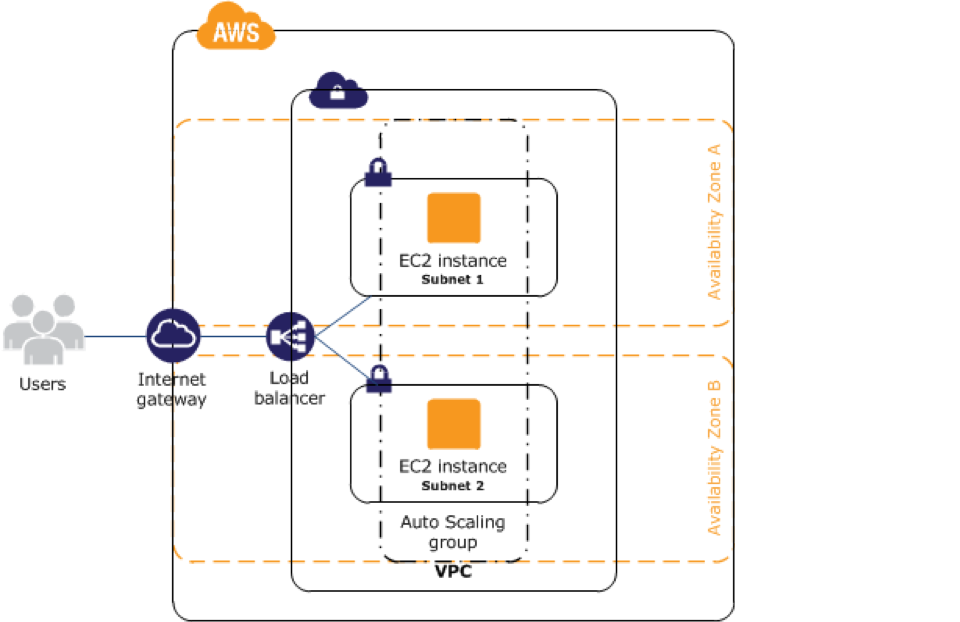 AWS
Availability Zone A
EC2 instance
Subnet 1
Users
Internet
gateway
Load
balancer
EC2 instance
Subnet 2
Availability Zone B
Auto Scaling
group
VPC